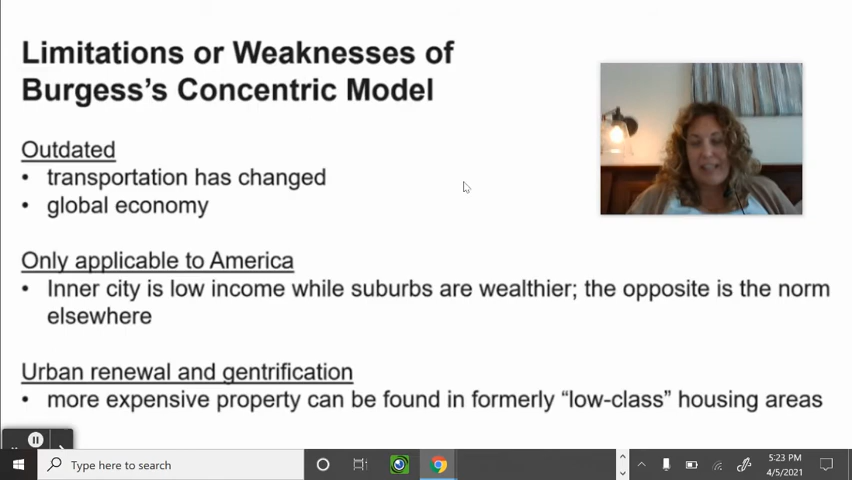 Limitations or Weaknesses of
Burgess's Concentric Model
Outdated
• transportation has changed
• global economy
Only applicable to America
• Inner city is low income while suburbs are wealthier; the opposite is the norm
elsewhere
Urban renewal and gentrification
• more expensive property can be found in formerly “low-class” housing areas
Type here to search
5:23 PM
4/5/2021